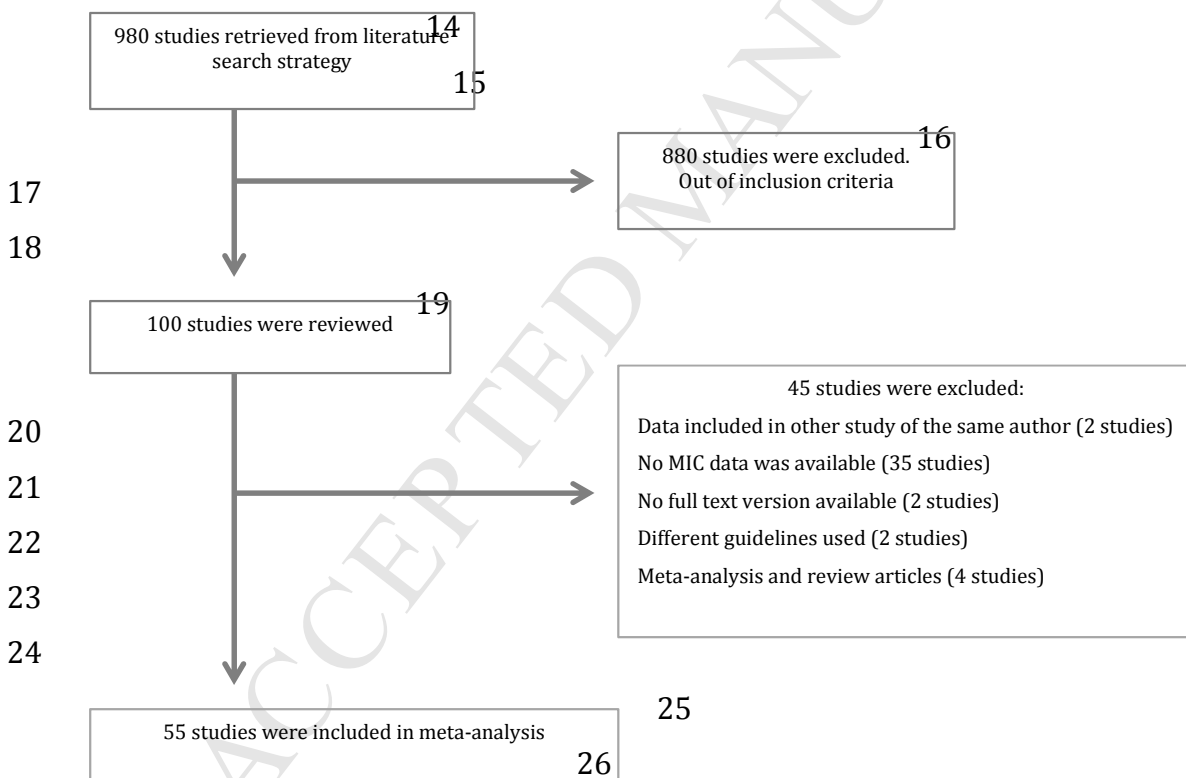 14
980 studies retrieved from literature
search strategy
15
16
880 studies were excluded.
Out of inclusion criteria
17
18
19
100 studies were reviewed
45 studies were excluded:
Data included in other study of the same author (2 studies)
20
No MIC data was available (35 studies)
21
No full text version available (2 studies)
22
Different guidelines used (2 studies)
23
Meta-analysis and review articles (4 studies)
24
25
55 studies were included in meta-analysis
26
ACCEPTED MANU